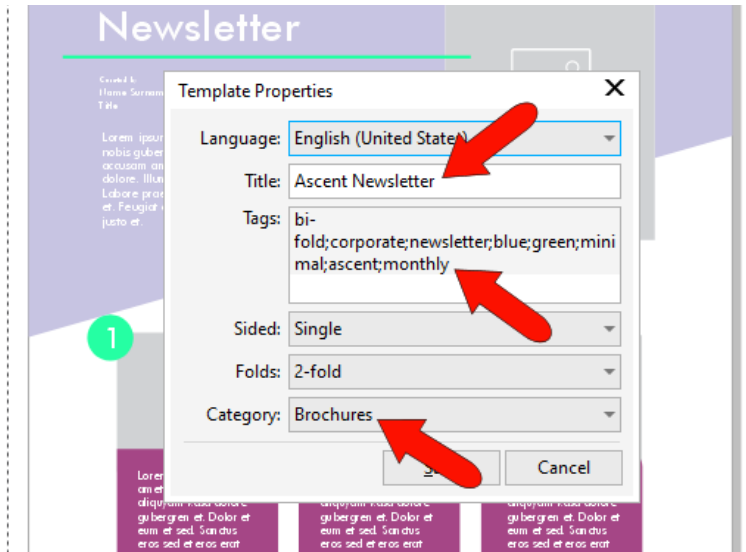 Newsletter
Name Surname
Title
Template Properties
Language: English (United States)
Title: Ascent Newsletter
Tags: bi-
fold;corporate;newsletter;blue;green;mini
mal;ascent;monthly
Sided: Single
Folds: 2-fold
Category: Brochures
Cancel
Lorem ipsum
nobis
accusam
dolore.
Labore
et. Feugiat
justo et.
1
gubergren et. Dolor et
eum et sed. Sanctus
eros sed et eros erat
gubergren et. Dolor et
eum et sed. Sanctus
eros sed et eros erat
gubergren et. Dolor et
eum et sed. Sanctus
eros sed et eros erat